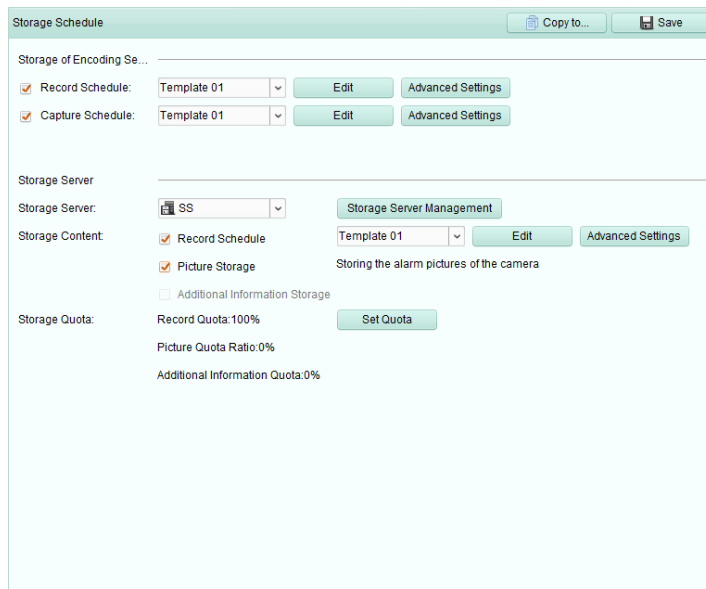 Storage Schedule Copy to... Save
Storage of Encoding Se...
Record Schedule: Template 01 Edit Advanced Settings
Capture Schedule: Template 01 Edit Advanced Settings
Storage Server
Storage Server: SS Storage Server Management
Storage Content: Record Schedule Template 01 Edit Advanced Settings
Picture Storage Storing the alarm pictures of the camera
Additional Information Storage
Storage Quota: Record Quota:100% Set Quota
Picture Quota Ratio:0%
Additional Information Quota:0%